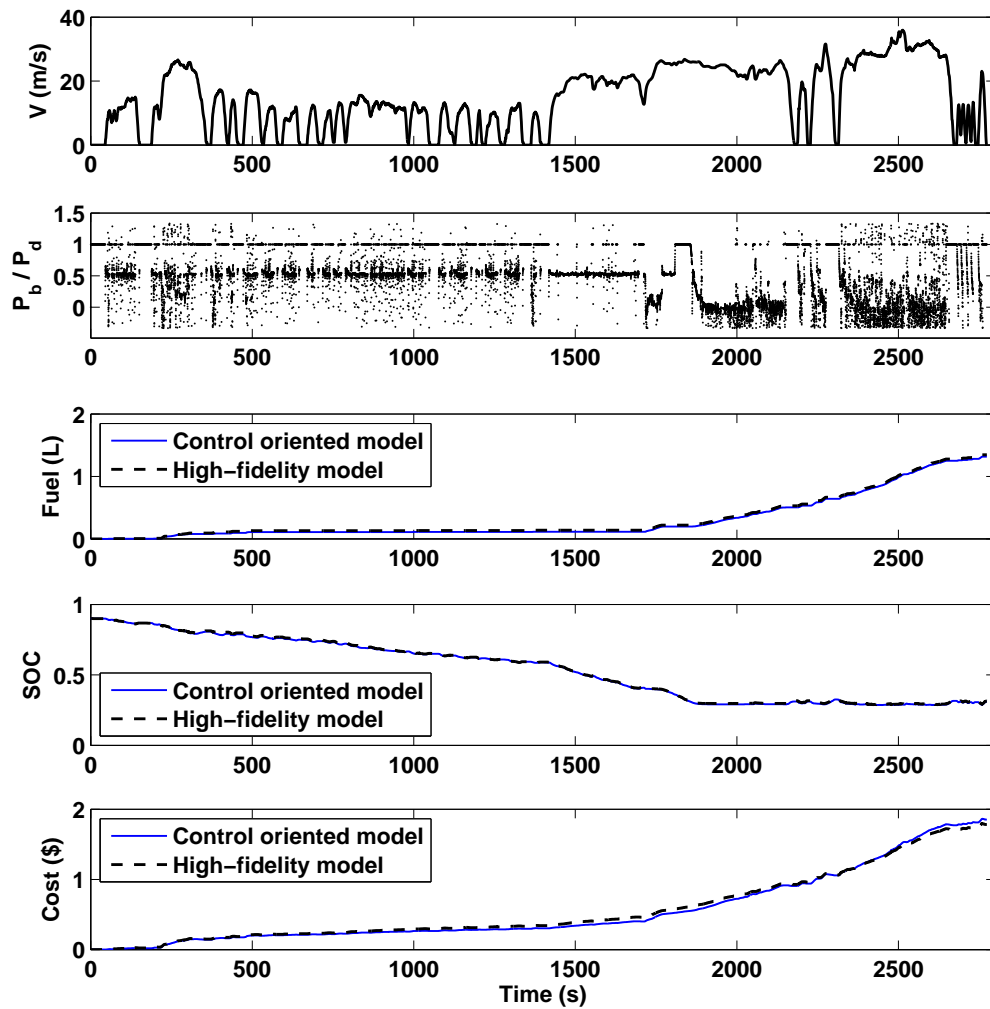 V (m/s)
40
20
0
0 500 1000 1500 2000 2500
P_b / P_d
1.5
1
0.5
0
0 500 1000 1500 2000 2500
Fuel (L)
2
1
0
Control oriented model
High−fidelity model
0 500 1000 1500 2000 2500
SOC
1
0.5
0
Control oriented model
High−fidelity model
0 500 1000 1500 2000 2500
Cost ($)
2
1
0
Control oriented model
High−fidelity model
0 500 1000 1500 2000 2500
Time (s)